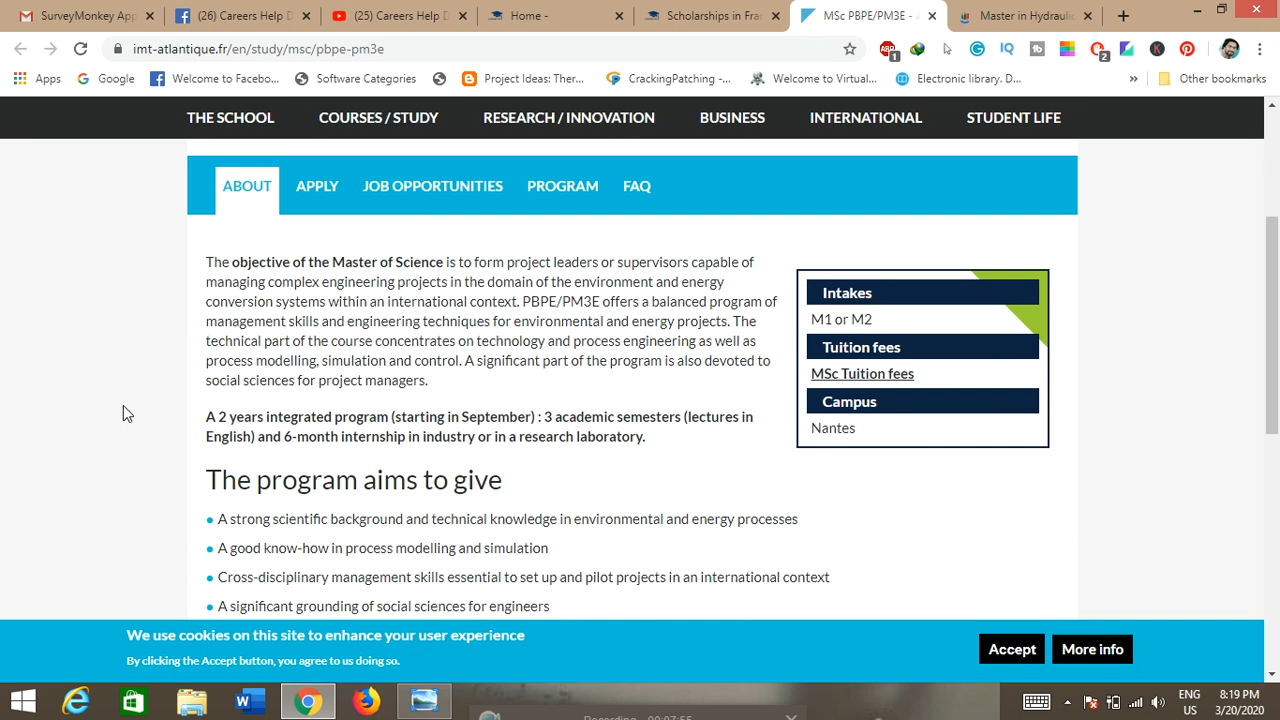 SurveyMonkey App
(26) Careers Help D
(25) Careers Help D
Home -
Scholarships in Fra
MSc PBPE/PM3E - A
Master in Hydraulic
imt-atlantique.fr/en/study/msc/pbpe-pm3e
ABP
1
IQ
2
K
Apps
Google
Welcome to Facebo...
Software Categories
Project Ideas: Ther...
CrackingPatching -...
Welcome to Virtual...
Electronic library. D...
»
Other bookmarks
THE SCHOOL
COURSES / STUDY
RESEARCH / INNOVATION
BUSINESS
INTERNATIONAL
STUDENT LIFE
ABOUT
APPLY
JOB OPPORTUNITIES
PROGRAM
FAQ
The objective of the Master of Science is to form project leaders or supervisors capable of
managing complex engineering projects in the domain of the environment and energy
conversion systems within an international context. PBPE/PM3E offers a balanced program of
management skills and engineering techniques for environmental and energy projects. The
technical part of the course concentrates on technology and process engineering as well as
process modelling, simulation and control. A significant part of the program is also devoted to
social sciences for project managers.
A 2 years integrated program (starting in September) : 3 academic semesters (lectures in
English) and 6-month internship in industry or in a research laboratory.
Intakes
M1 or M2
Tuition fees
MSc Tuition fees
Campus
Nantes
The program aims to give
• A strong scientific background and technical knowledge in environmental and energy processes
• A good know-how in process modelling and simulation
• Cross-disciplinary management skills essential to set up and pilot projects in an international context
• A significant grounding of social sciences for engineers
We use cookies on this site to enhance your user experience
By clicking the Accept button, you agree to us doing so.
Accept
More info
ENG
US
8:19 PM
3/20/2020
Recording